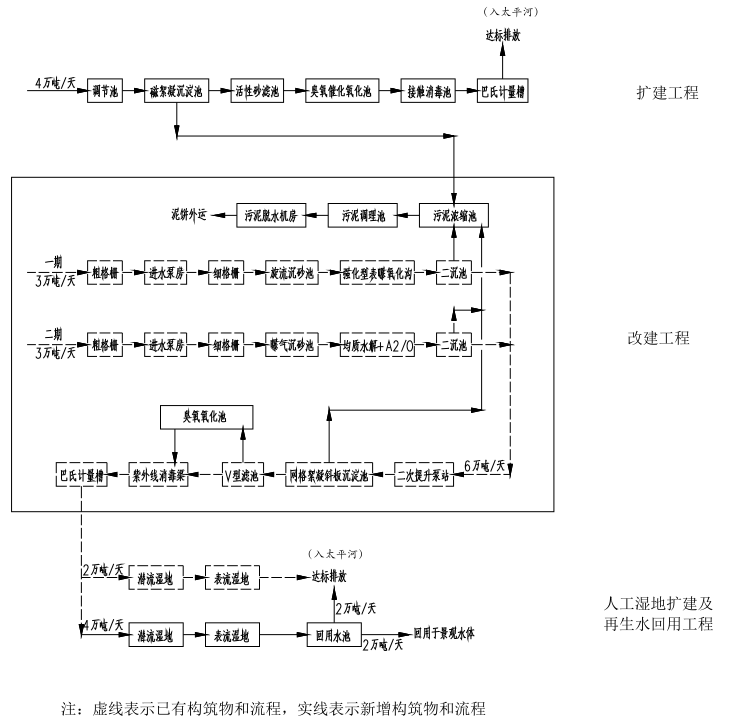 （入太平河）
达标排放
4万吨/天
调节池
磁絮凝沉淀池
活性砂滤池
臭氧催化氧化池
接触消毒池
巴氏计量槽
扩建工程
泥饼外运
污泥脱水机房
污泥调理池
污泥浓缩池
一期
3万吨/天
粗格栅
进水泵房
细格栅
旋流沉砂池
强化型表曝氧化沟
二沉池
二期
3万吨/天
粗格栅
进水泵房
细格栅
曝气沉砂池
均质水解+A2/O
二沉池
改建工程
臭氧氧化池
巴氏计量槽
紫外线消毒渠
V型滤池
网格絮凝斜板沉淀池
二次提升泵站
6万吨/天
（入太平河）
2万吨/天
潜流湿地
表流湿地
达标排放
2万吨/天
4万吨/天
潜流湿地
表流湿地
回用水池
2万吨/天
回用于景观水体
人工湿地扩建及
再生水回用工程
注：虚线表示已有构筑物和流程，实线表示新增构筑物和流程